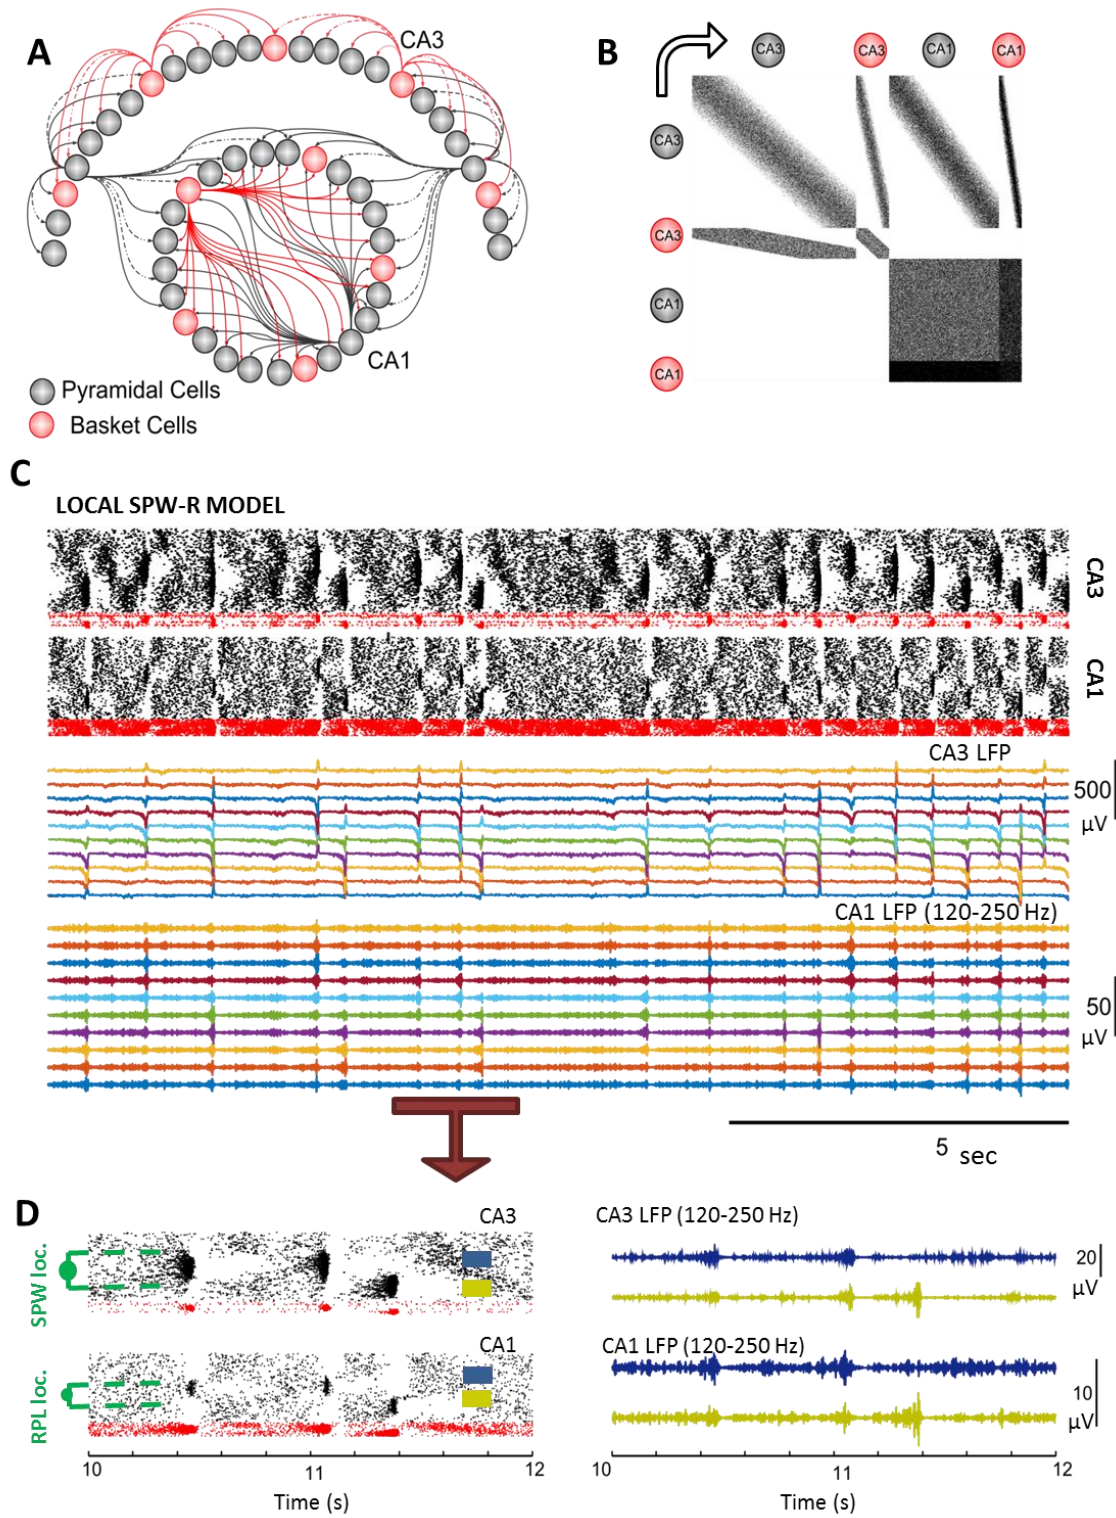 A
CA3
CA1
Pyramidal Cells
Basket Cells
B
CA3
CA3
CA1
CA1
CA3
CA3
CA1
CA1
C
LOCAL SPW-R MODEL
CA3
CA1
CA3 LFP
500
µV
CA1 LFP (120-250 Hz)
50
µV
5 sec
D
SPW loc.
CA3
RPL loc.
CA1
10
11
12
Time (s)
CA3 LFP (120-250 Hz)
20
µV
CA1 LFP (120-250 Hz)
10
µV
10
11
12
Time (s)